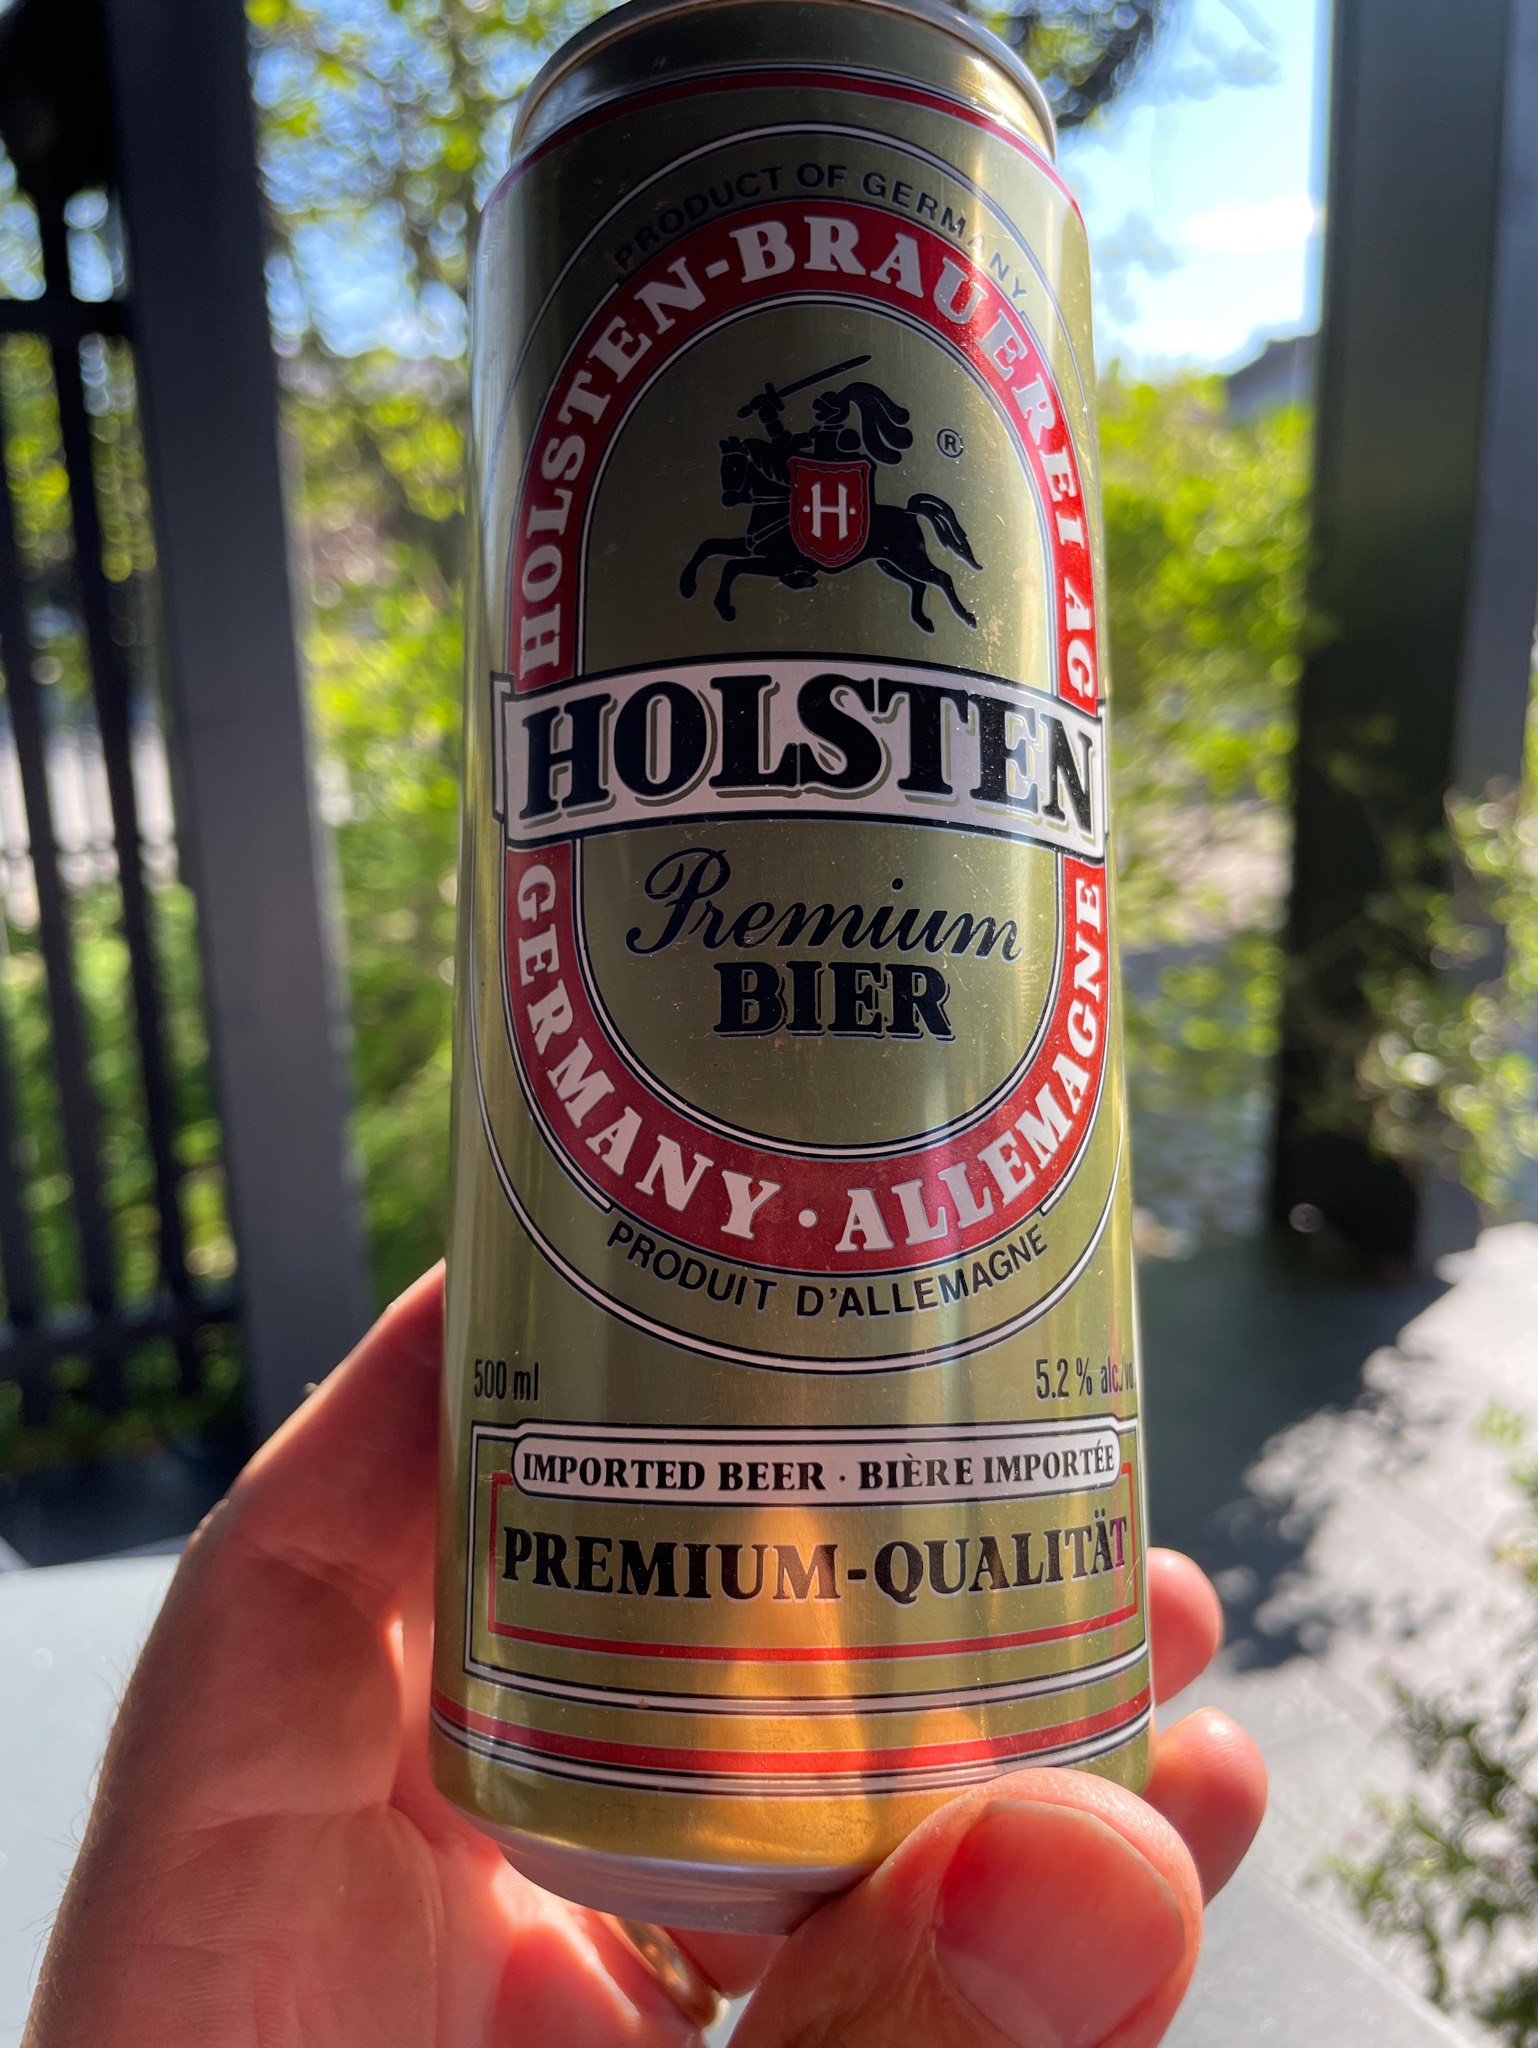 PRODUCT OF GERMANY
HOLSTEN-BRAUEREI AG
®
·H·
HOLSTEN
Premium
BIER
GERMANY · ALLEMAGNE
PRODUIT D'ALLEMAGNE
500 ml 5.2 % alc./vo
IMPORTED BEER · BIÈRE IMPORTÉE
PREMIUM-QUALITÄT